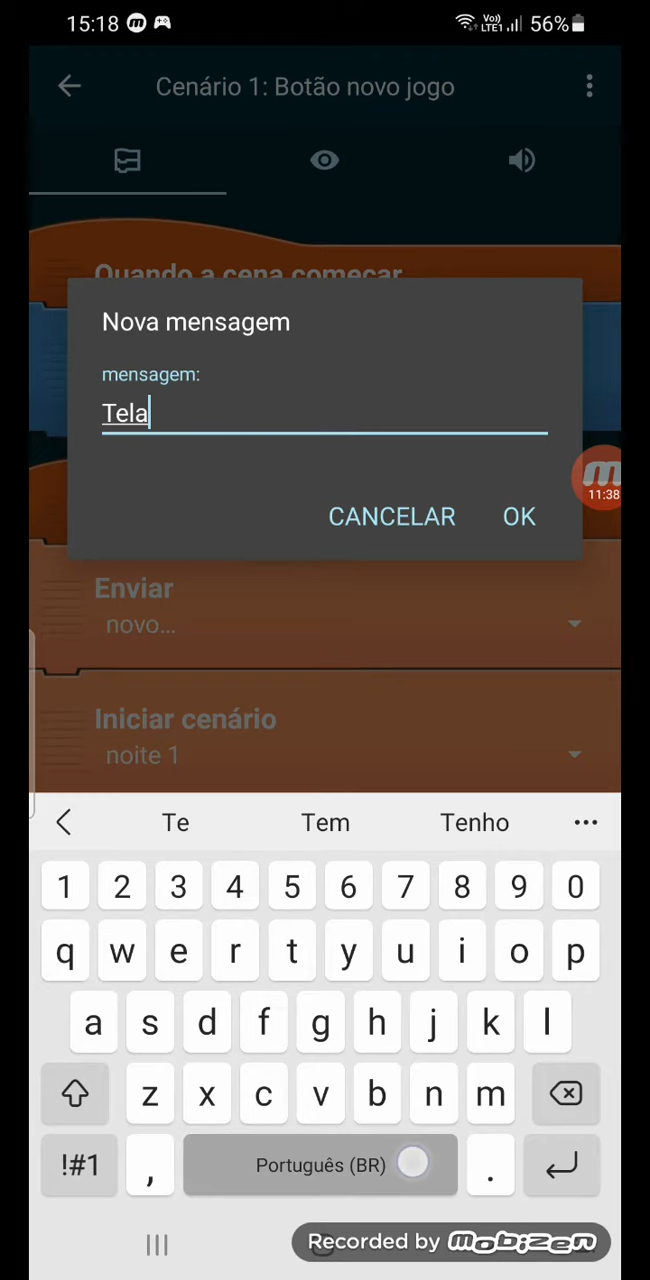 15:18 56%
Vo)) LTE1
Cenário 1: Botão novo jogo
Quando a cena começar
Nova mensagem
mensagem:
Tela
11:38
CANCELAR OK
Enviar
novo...
Iniciar cenário
noite 1
Te Tem Tenho
1 2 3 4 5 6 7 8 9 0
q w e r t y u i o p
a s d f g h j k l
z x c v b n m
!#1 , Português (BR) .
Recorded by mobizen